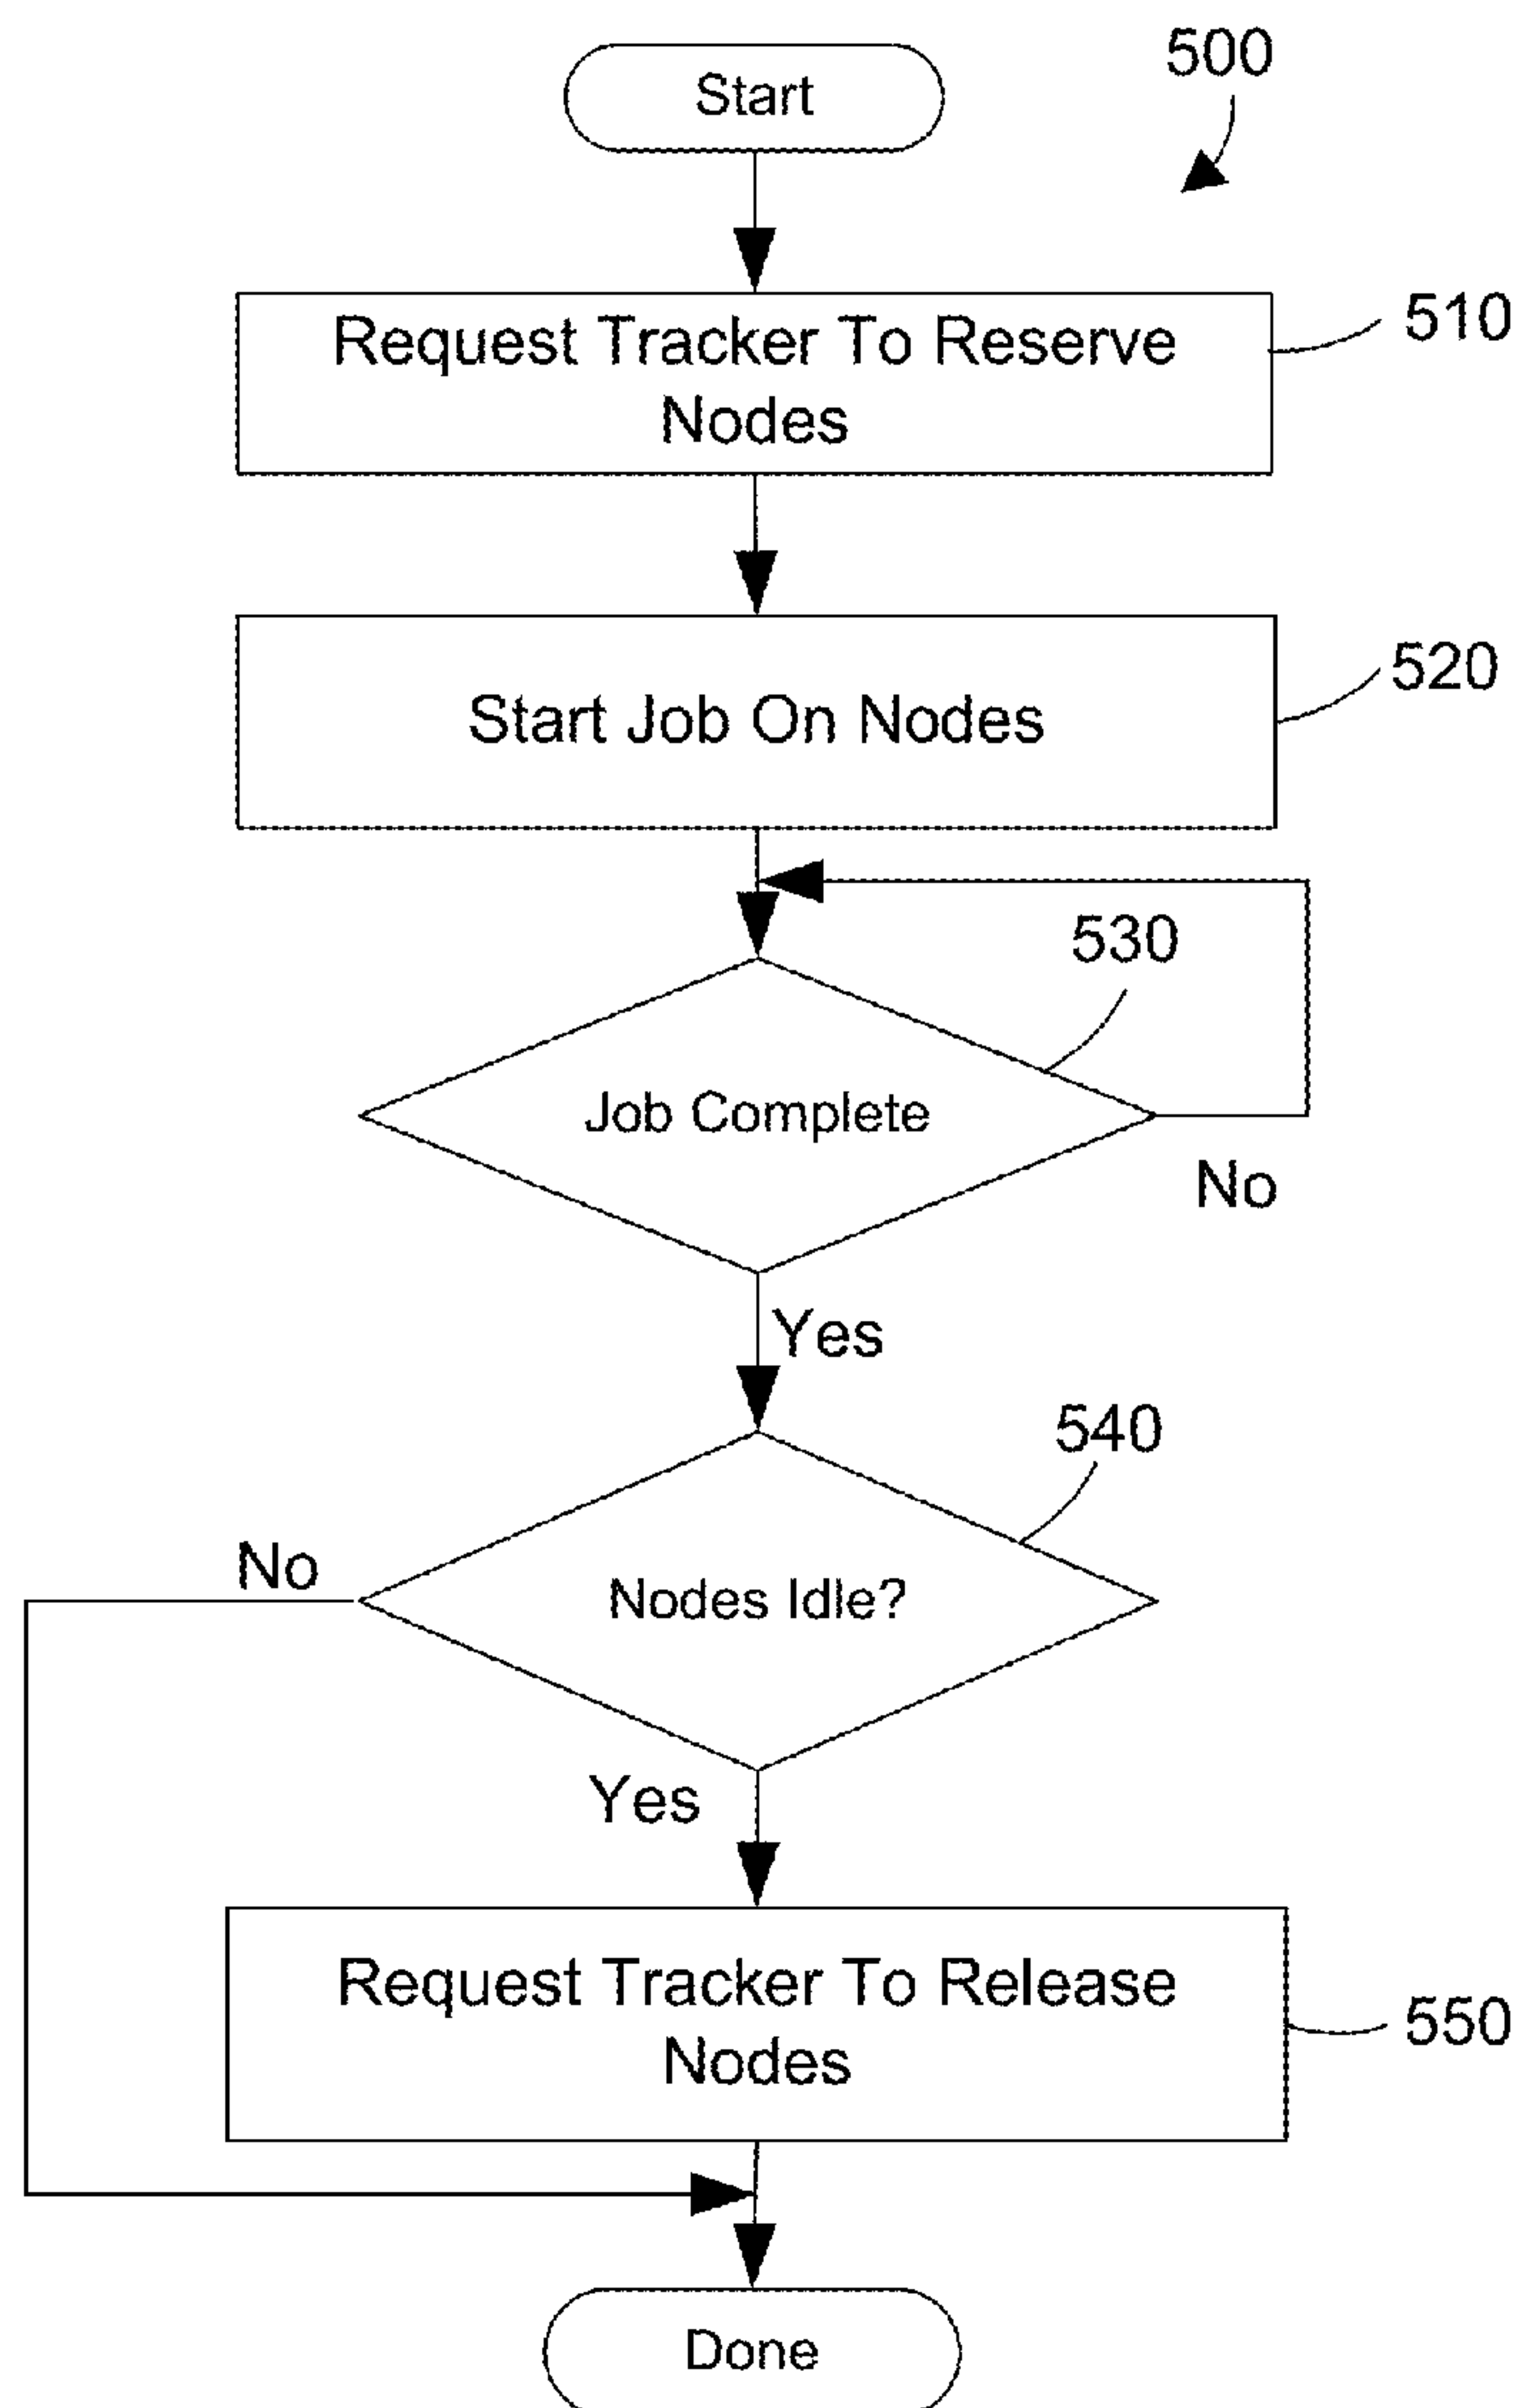 500
Start
Request Tracker To Reserve
Nodes
510
Start Job On Nodes
520
530
Job Complete
No
Yes
540
No
Nodes Idle?
Yes
Request Tracker To Release
Nodes
550
Done